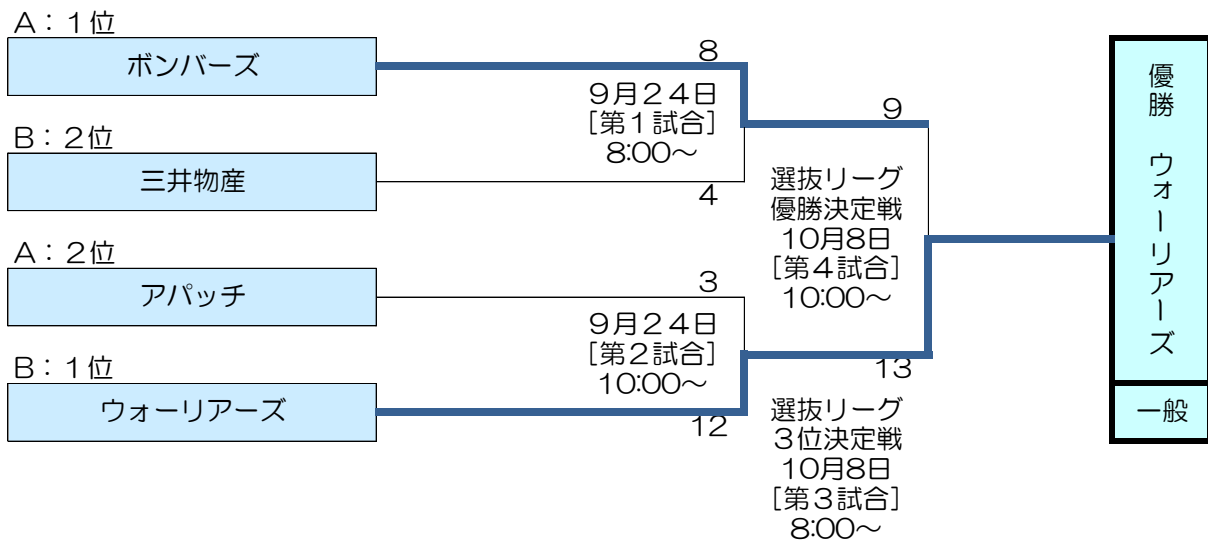 A：１位
ボンバーズ
8
９月２４日
［第１試合］
8:00～
B：２位
三井物産
4
9
選抜リーグ
優勝決定戦
10月8日
［第４試合］
10:00～
A：２位
アパッチ
3
９月２４日
［第２試合］
10:00～
B：１位
ウォーリアーズ
12
13
選抜リーグ
３位決定戦
10月8日
［第３試合］
8:00～
優勝　ウォーリアーズ
一般